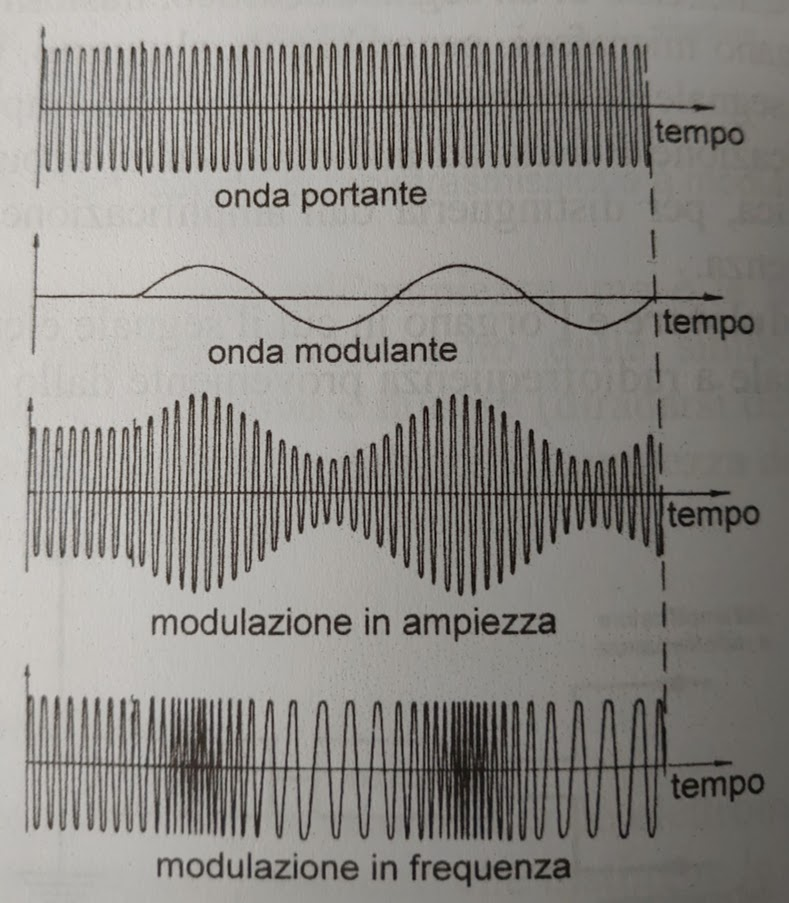 tempo
onda portante
tempo
onda modulante
tempo
modulazione in ampiezza
tempo
modulazione in frequenza